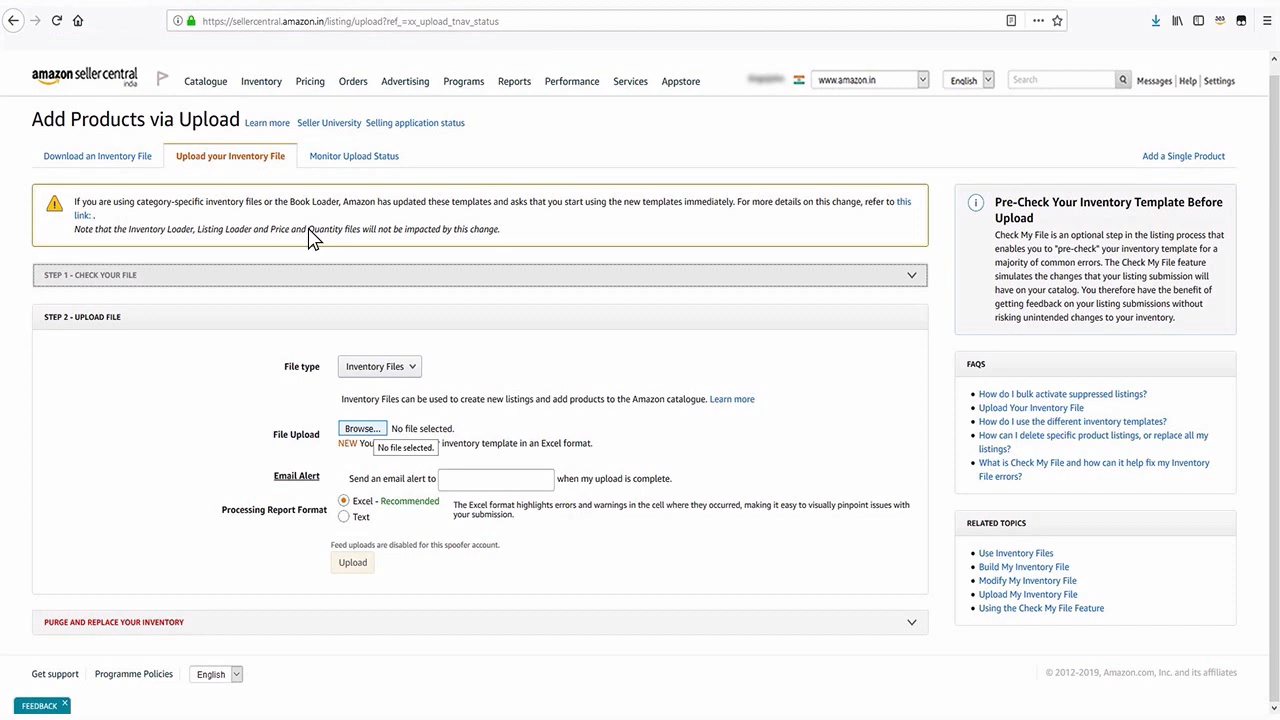 https://sellercentral.amazon.in/listing/upload?ref_=xx_upload_tnav_status
amazon seller central
india
Catalogue Inventory Pricing Orders Advertising Programs Reports Performance Services Appstore
www.amazon.in English Search Messages | Help | Settings
Add Products via Upload Learn more Seller University Selling application status
Download an Inventory File Upload your Inventory File Monitor Upload Status Add a Single Product
If you are using category-specific inventory files or the Book Loader, Amazon has updated these templates and asks that you start using the new templates immediately. For more details on this change, refer to this
link: .
Note that the Inventory Loader, Listing Loader and Price and Quantity files will not be impacted by this change.
STEP 1 - CHECK YOUR FILE
STEP 2 - UPLOAD FILE
File type Inventory Files
Inventory Files can be used to create new listings and add products to the Amazon catalogue. Learn more
File Upload Browse... No file selected.
NEW You inventory template in an Excel format.
No file selected.
Email Alert Send an email alert to when my upload is complete.
Processing Report Format Excel - Recommended
Text
The Excel format highlights errors and warnings in the cell where they occurred, making it easy to visually pinpoint issues with
your submission.
Feed uploads are disabled for this spoofer account.
Upload
PURGE AND REPLACE YOUR INVENTORY
Pre-Check Your Inventory Template Before
Upload
Check My File is an optional step in the listing process that
enables you to "pre-check" your inventory template for a
majority of common errors. The Check My File feature
simulates the changes that your listing submission will
have on your catalog. You therefore have the benefit of
getting feedback on your listing submissions without
risking unintended changes to your inventory.
FAQS
How do I bulk activate suppressed listings?
Upload Your Inventory File
How do I use the different inventory templates?
How can I delete specific product listings, or replace all my
listings?
What is Check My File and how can it help fix my Inventory
File errors?
RELATED TOPICS
Use Inventory Files
Build My Inventory File
Modify My Inventory File
Upload My Inventory File
Using the Check My File Feature
Get support Programme Policies English
© 2012-2019, Amazon.com, Inc. and its affiliates
FEEDBACK